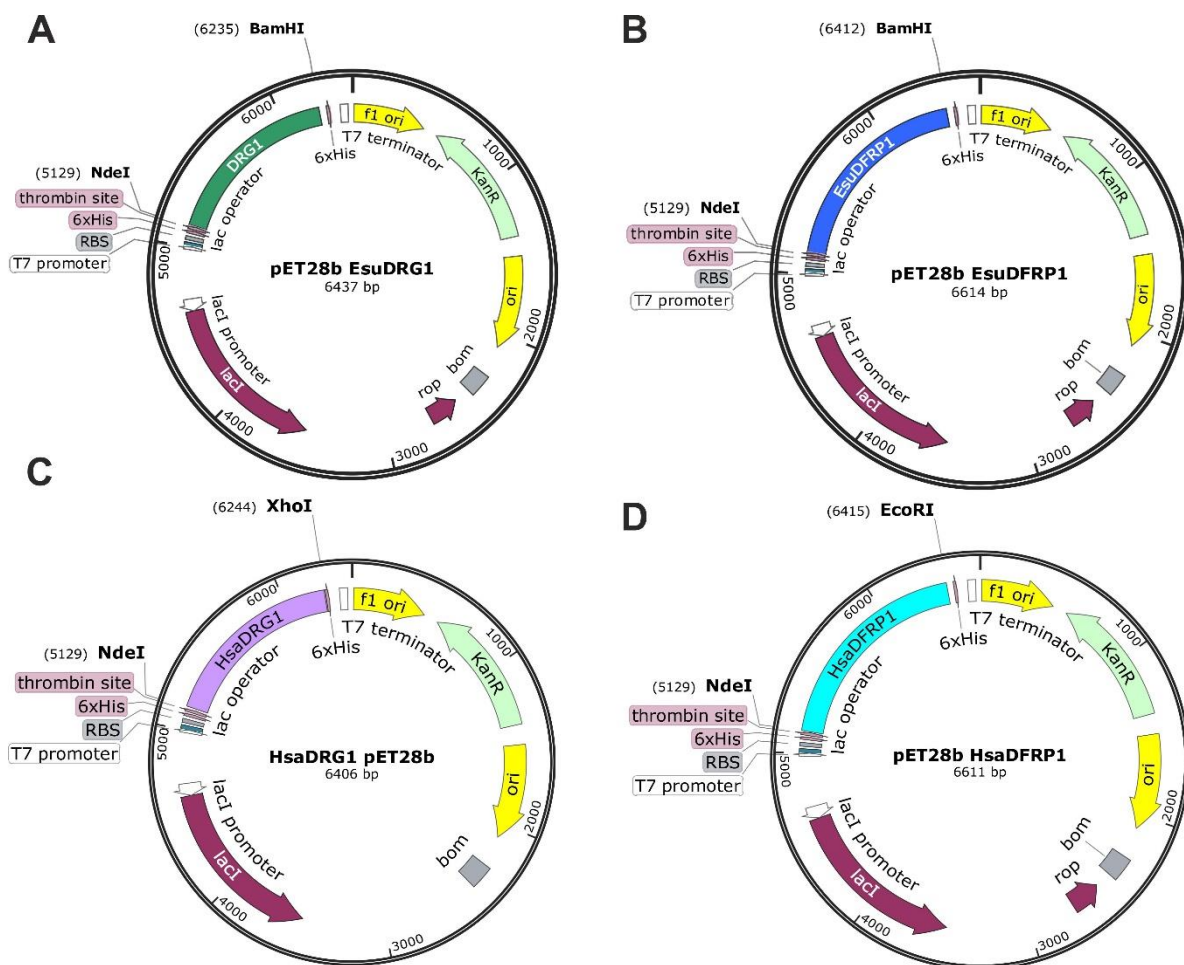 A
(6235) BamHI
6000
1000
2000
3000
4000
5000
(5129) NdeI
thrombin site
6xHis
RBS
T7 promoter
lac operator
DRG1
6xHis
T7 terminator
f1 ori
KanR
ori
bom
rop
lacI
lacI promoter
pET28b EsuDRG1
6437 bp
B
(6412) BamHI
6000
1000
2000
3000
4000
5000
(5129) NdeI
thrombin site
6xHis
RBS
T7 promoter
lac operator
EsuDFRP1
6xHis
T7 terminator
f1 ori
KanR
ori
bom
rop
lacI
lacI promoter
pET28b EsuDFRP1
6614 bp
C
(6244) XhoI
6000
1000
2000
3000
4000
5000
(5129) NdeI
thrombin site
6xHis
RBS
T7 promoter
lac operator
HsaDRG1
6xHis
T7 terminator
f1 ori
KanR
ori
bom
lacI
lacI promoter
HsaDRG1 pET28b
6406 bp
D
(6415) EcoRI
6000
1000
2000
3000
4000
5000
(5129) NdeI
thrombin site
6xHis
RBS
T7 promoter
lac operator
HsaDFRP1
6xHis
T7 terminator
f1 ori
KanR
ori
bom
rop
lacI
lacI promoter
pET28b HsaDFRP1
6611 bp